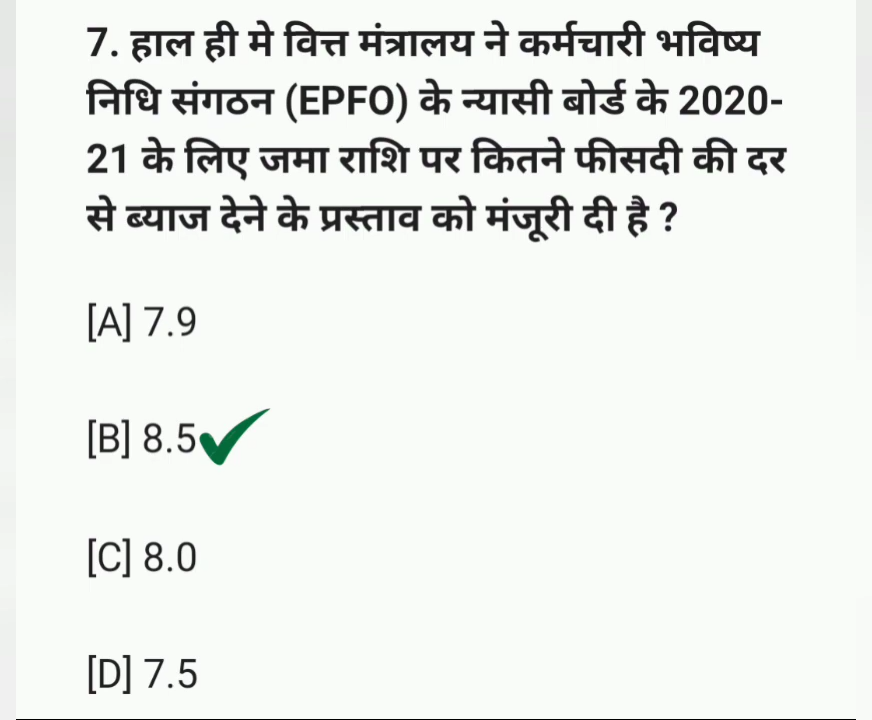 7. हाल ही मे वित्त मंत्रालय ने कर्मचारी भविष्य
निधि संगठन (EPFO) के न्यासी बोर्ड के 2020-
21 के लिए जमा राशि पर कितने फीसदी की दर
से ब्याज देने के प्रस्ताव को मंजूरी दी है ?
[A] 7.9
[B] 8.5
[C] 8.0
[D] 7.5